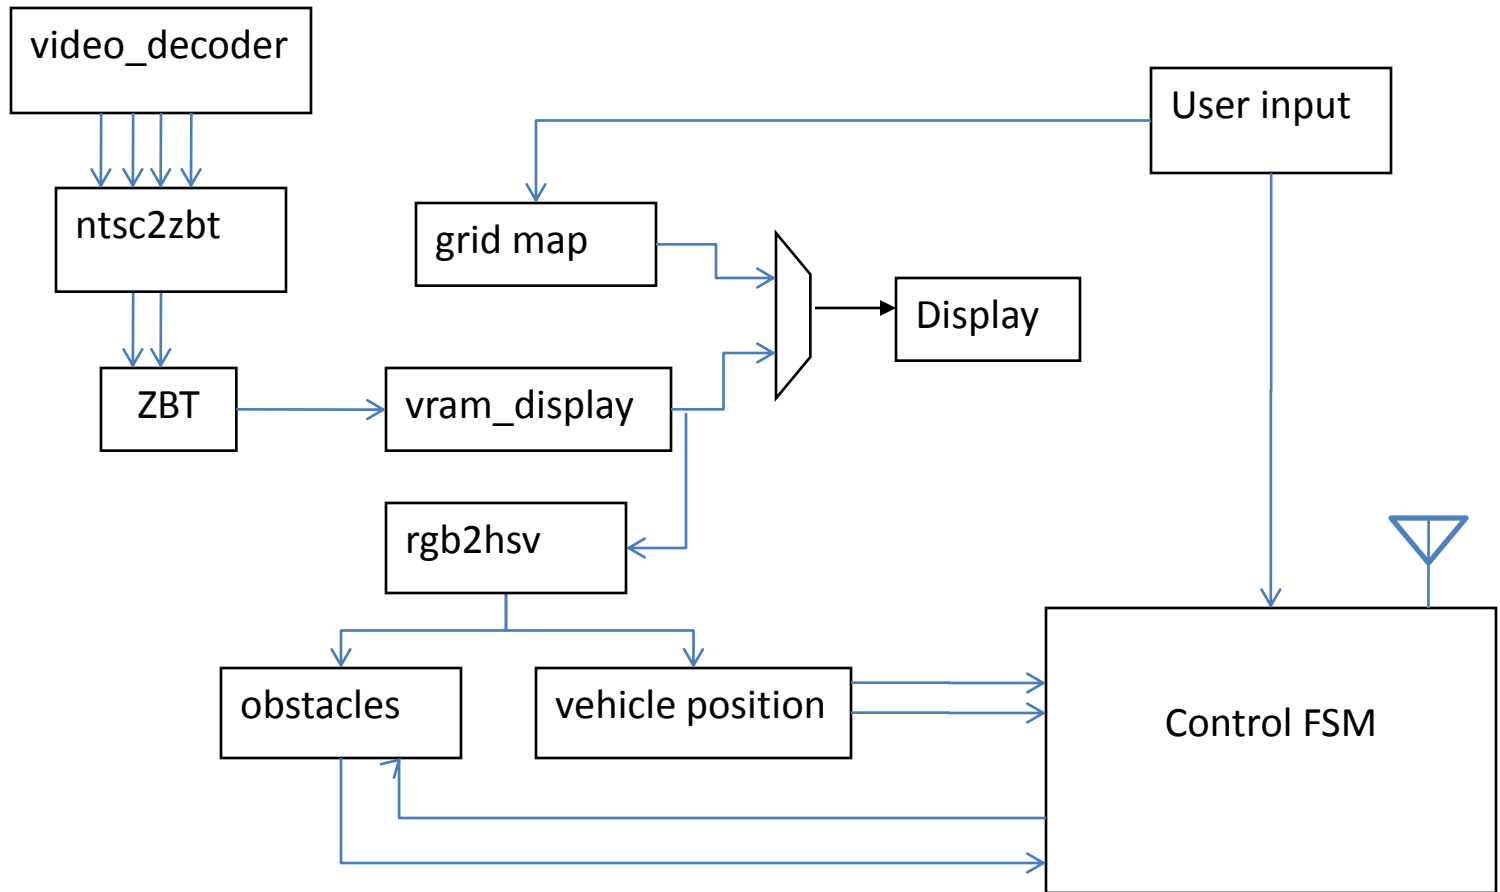 video_decoder
User input
ntsc2zbt
grid map
Display
ZBT
vram_display
rgb2hsv
obstacles
vehicle position
Control FSM